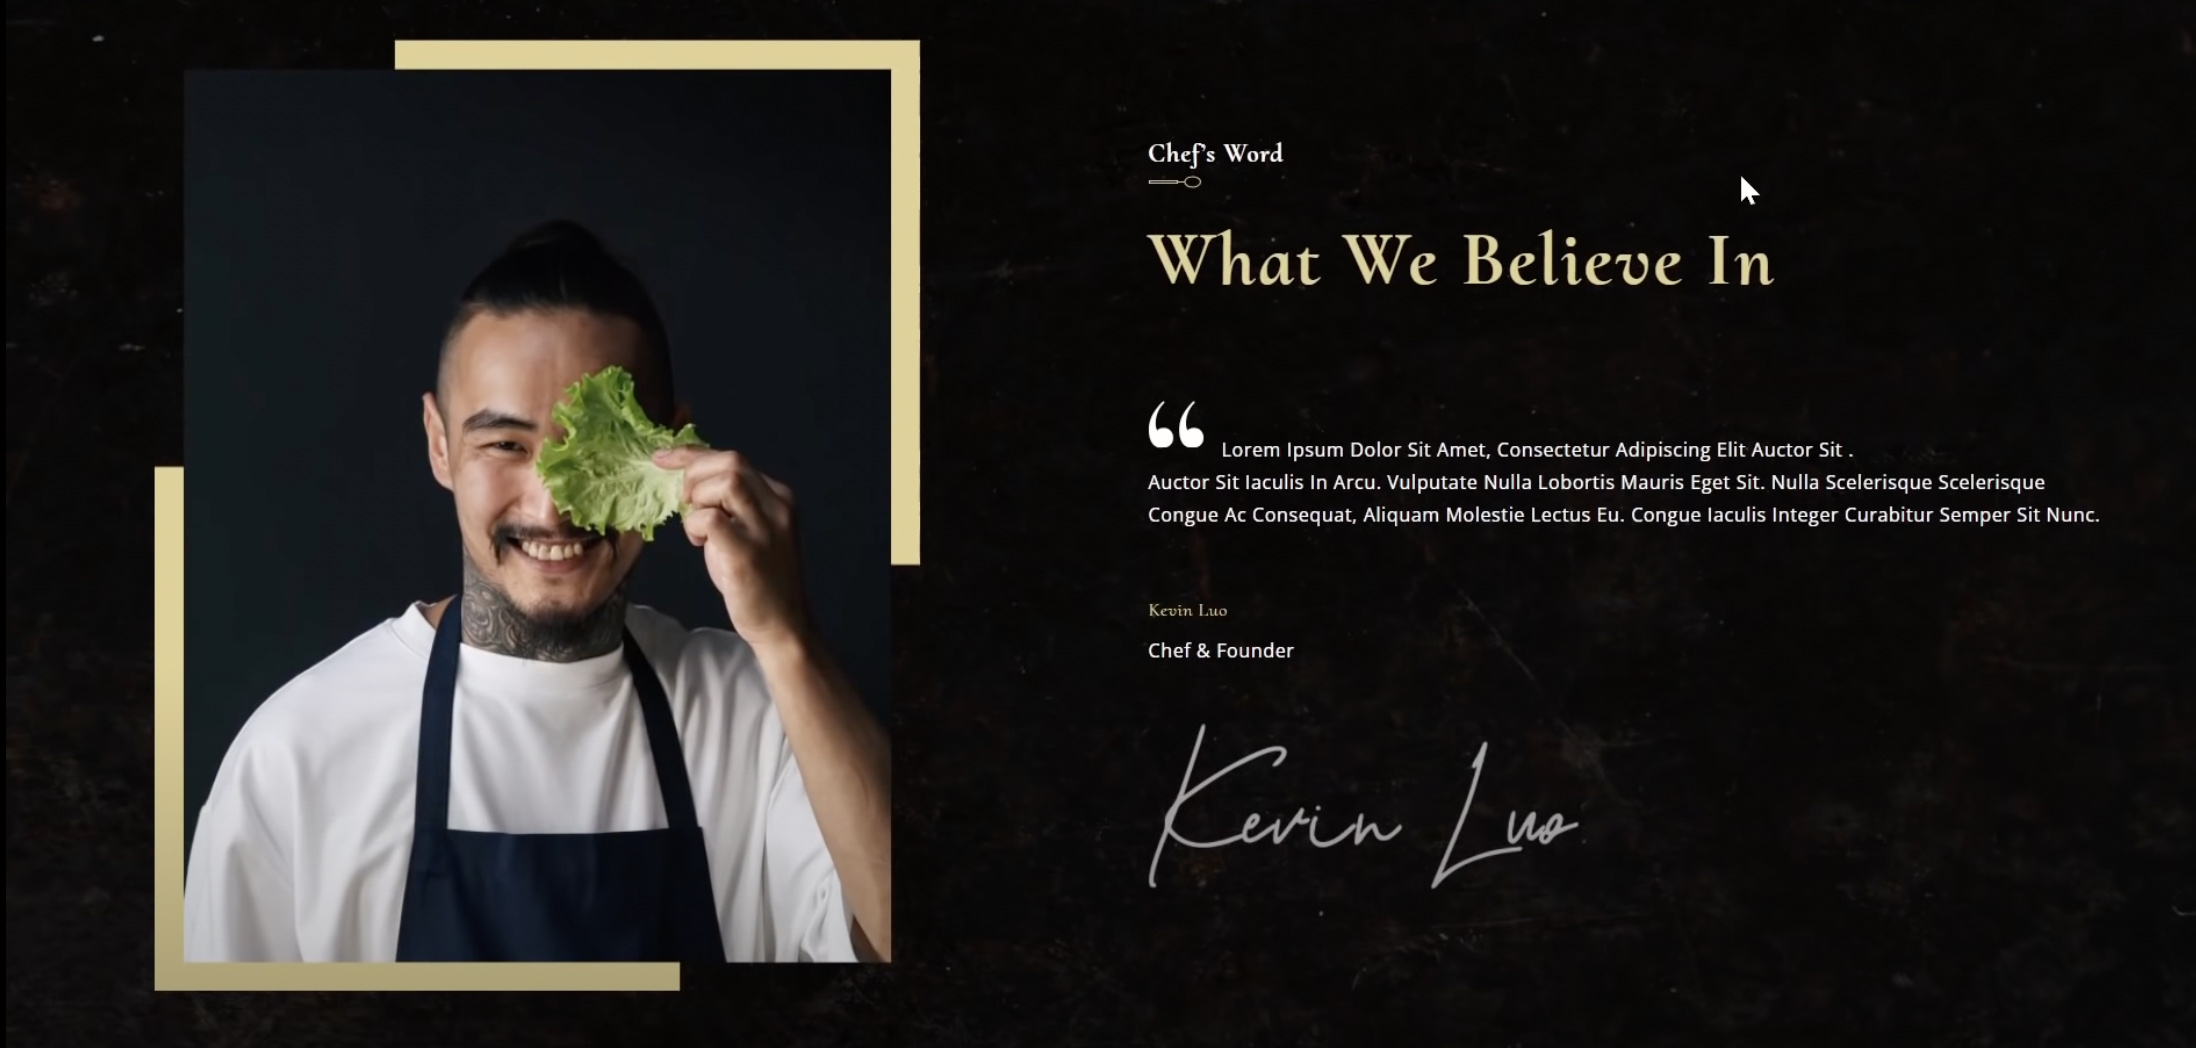 Chef's Word
What We Believe In
“ Lorem Ipsum Dolor Sit Amet, Consectetur Adipiscing Elit Auctor Sit .
Auctor Sit Iaculis In Arcu. Vulputate Nulla Lobortis Mauris Eget Sit. Nulla Scelerisque Scelerisque
Congue Ac Consequat, Aliquam Molestie Lectus Eu. Congue Iaculis Integer Curabitur Semper Sit Nunc.
Kevin Luo
Chef & Founder
Kevin Luo